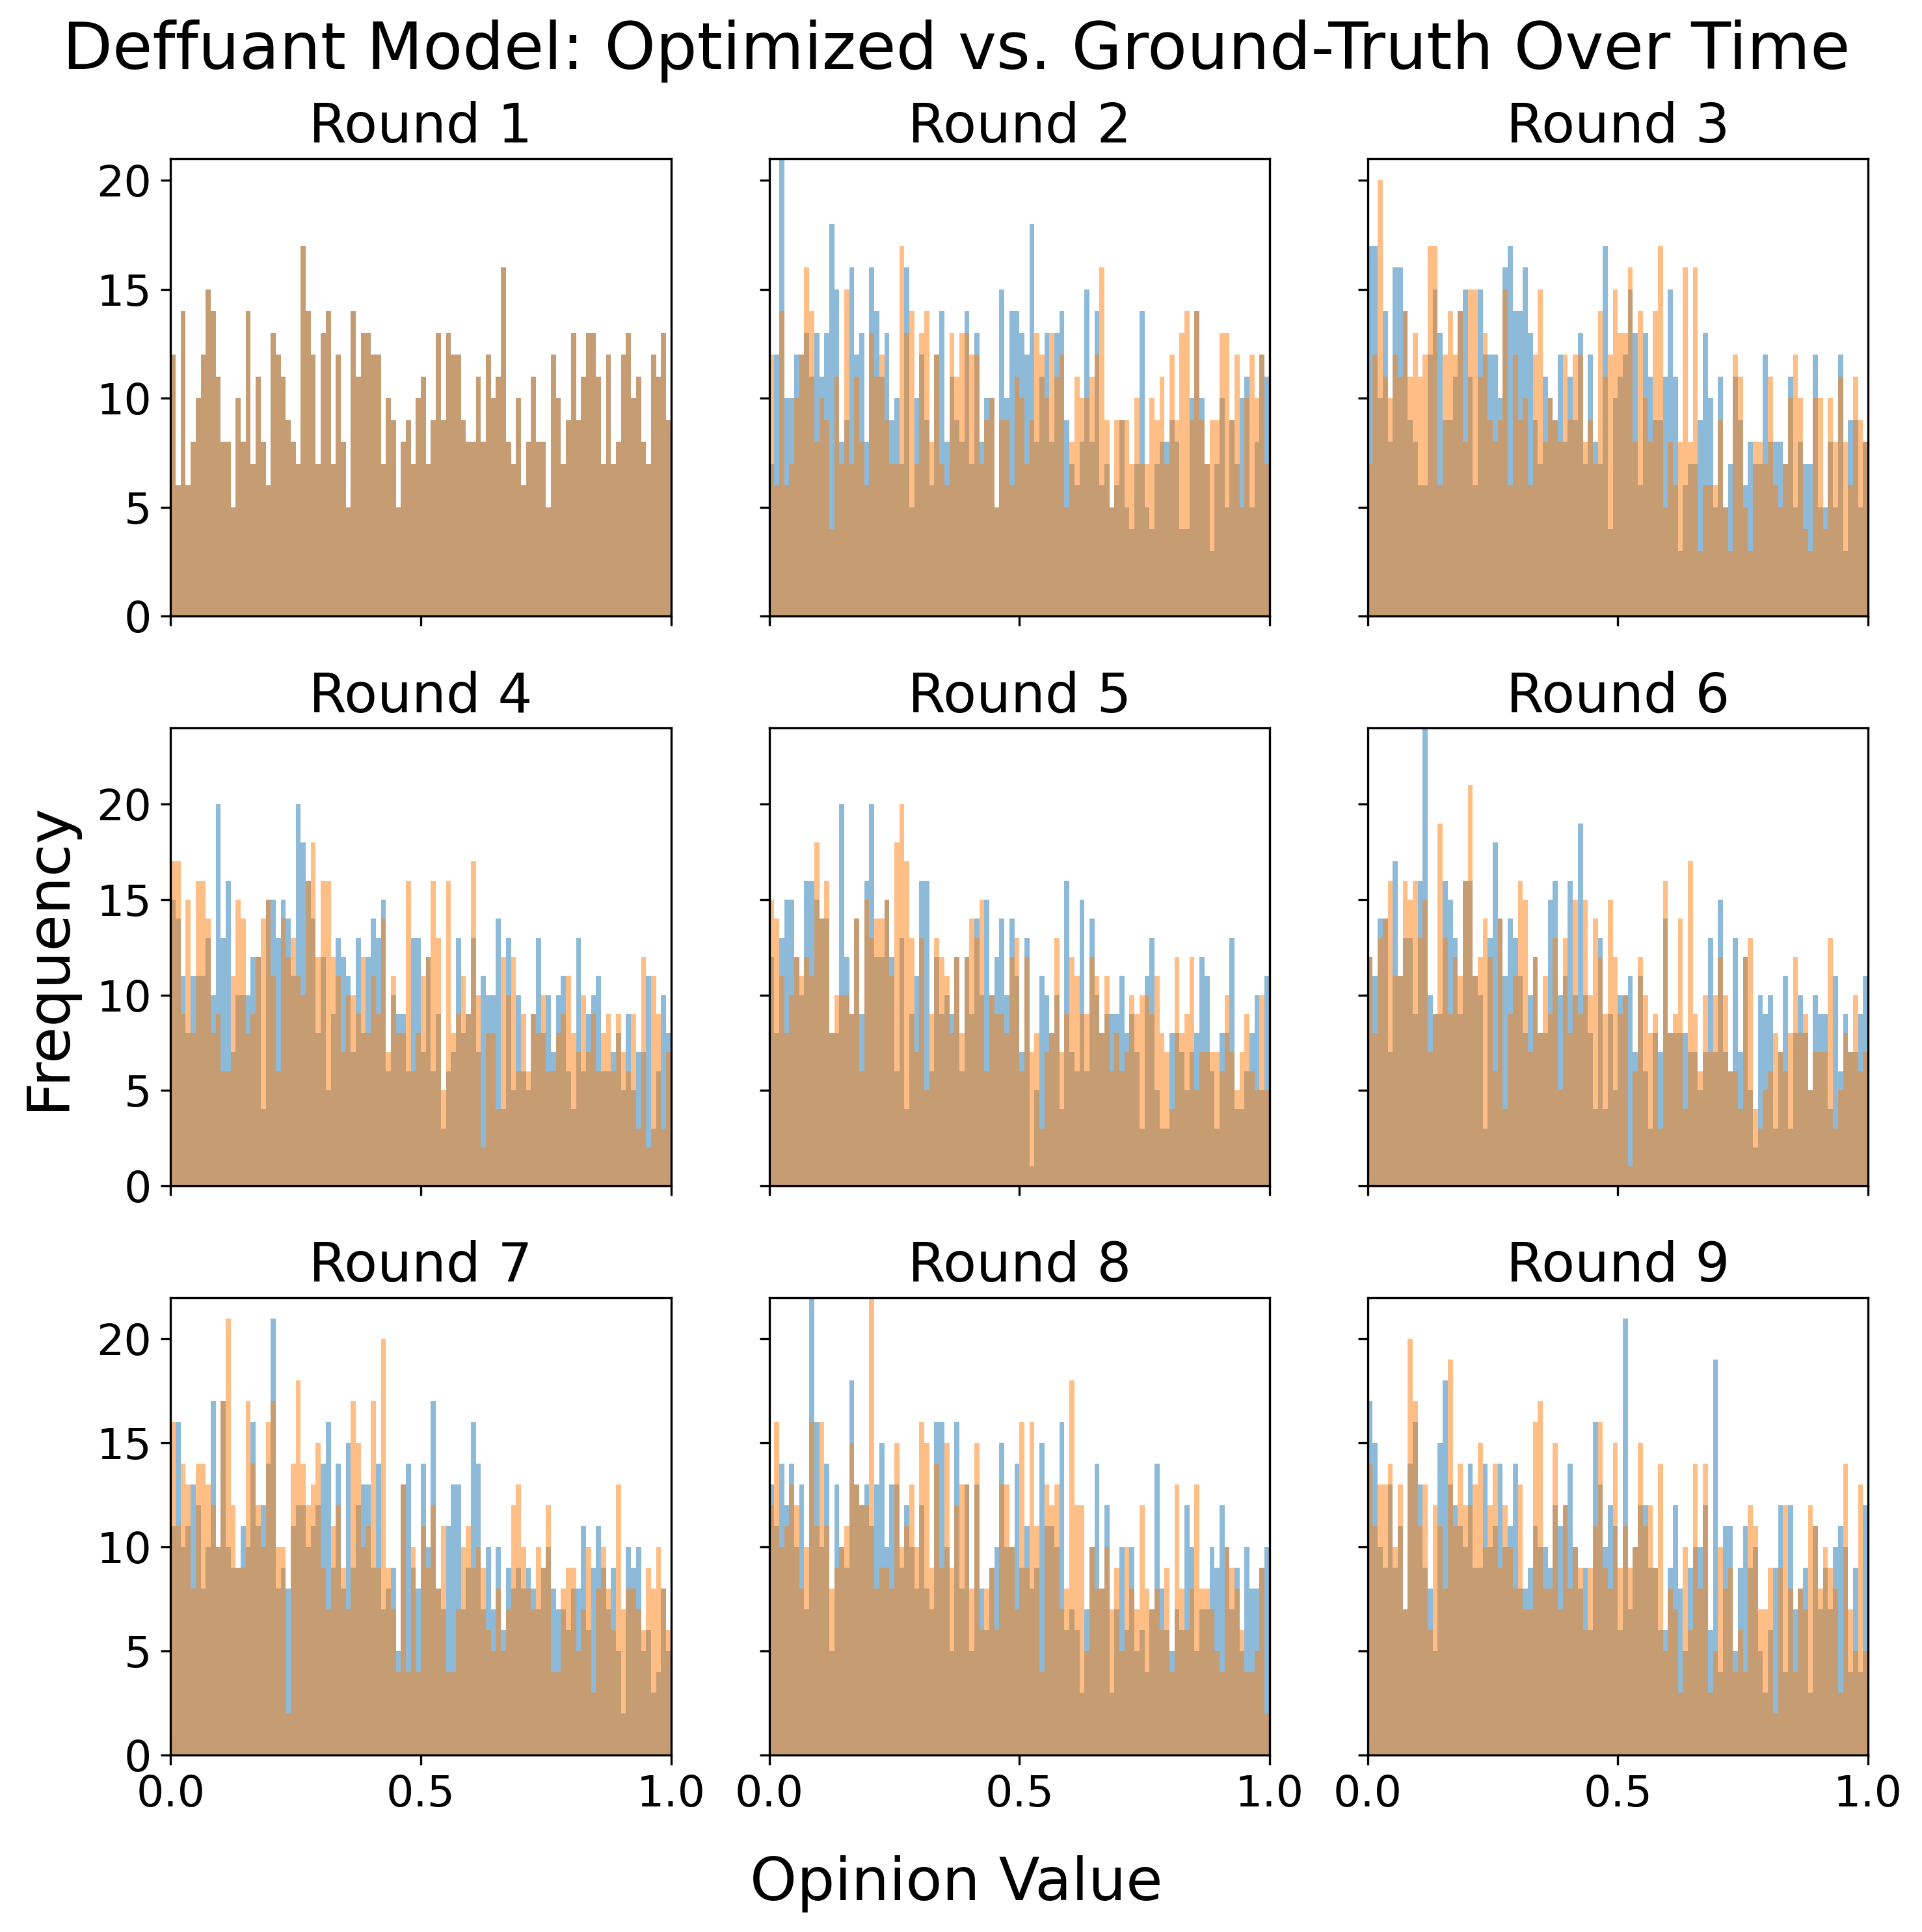 Deffuant Model: Optimized vs. Ground-Truth Over Time
Round 1
Round 2
Round 3
20
15
10
5
0
Round 4
Round 5
Round 6
20
15
10
5
0
Frequency
Round 7
Round 8
Round 9
20
15
10
5
0
0.0 0.5 1.0 0.0 0.5 1.0 0.0 0.5 1.0
Opinion Value